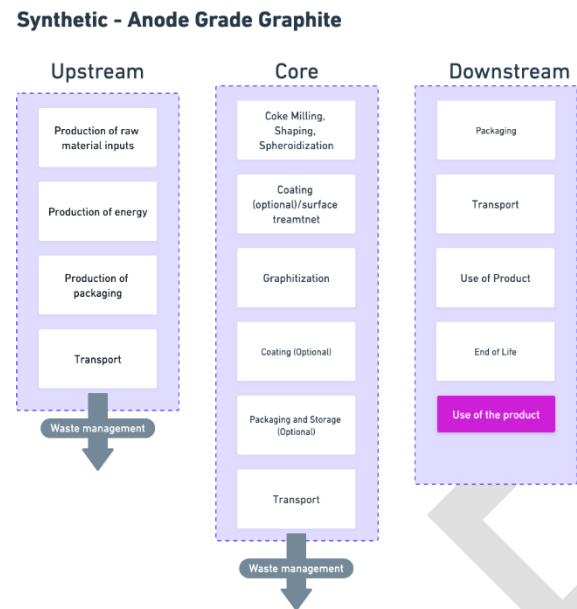 Synthetic - Anode Grade Graphite
Upstream
Production of raw
material inputs
Production of energy
Production of
packaging
Transport
Waste management
Core
Coke Milling,
Shaping,
Spheroidization
Coating
(optional)/surface
treamtnet
Graphitization
Coating (Optional)
Packaging and Storage
(Optional)
Transport
Waste management
Downstream
Packaging
Transport
Use of Product
End of Life
Use of the product